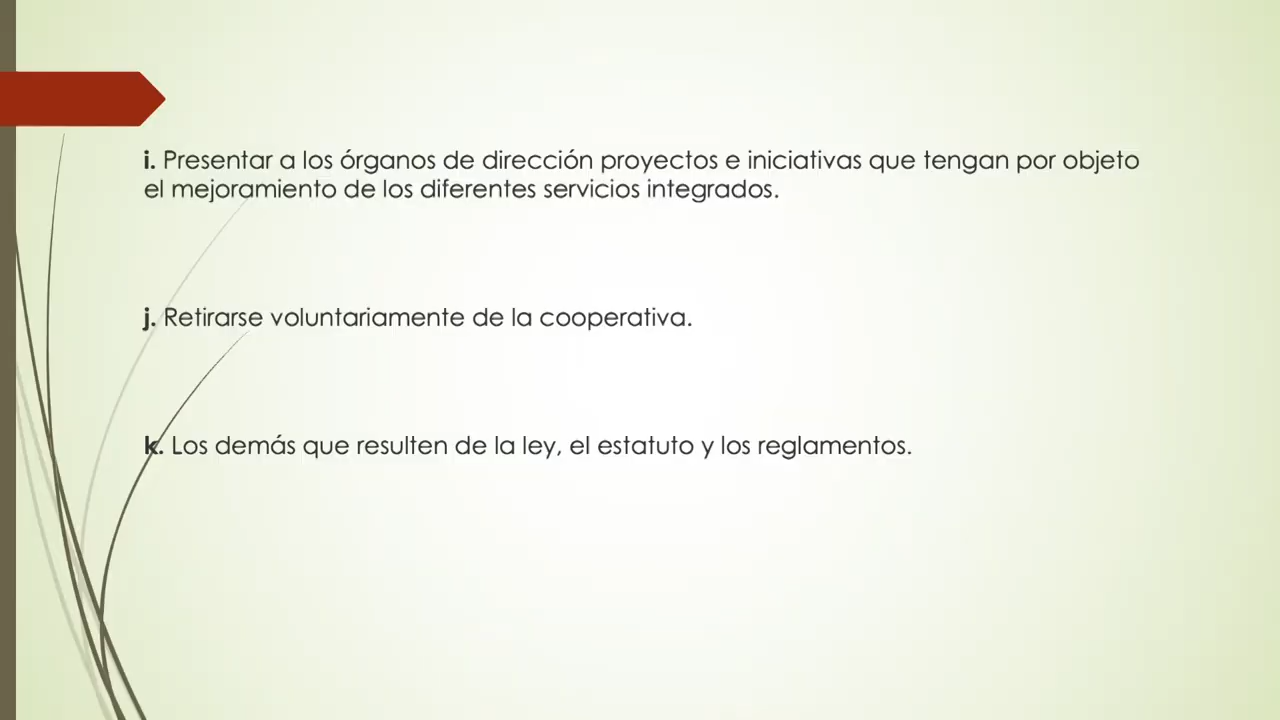 i. Presentar a los órganos de dirección proyectos e iniciativas que tengan por objeto
el mejoramiento de los diferentes servicios integrados.
j. Retirarse voluntariamente de la cooperativa.
k. Los demás que resulten de la ley, el estatuto y los reglamentos.